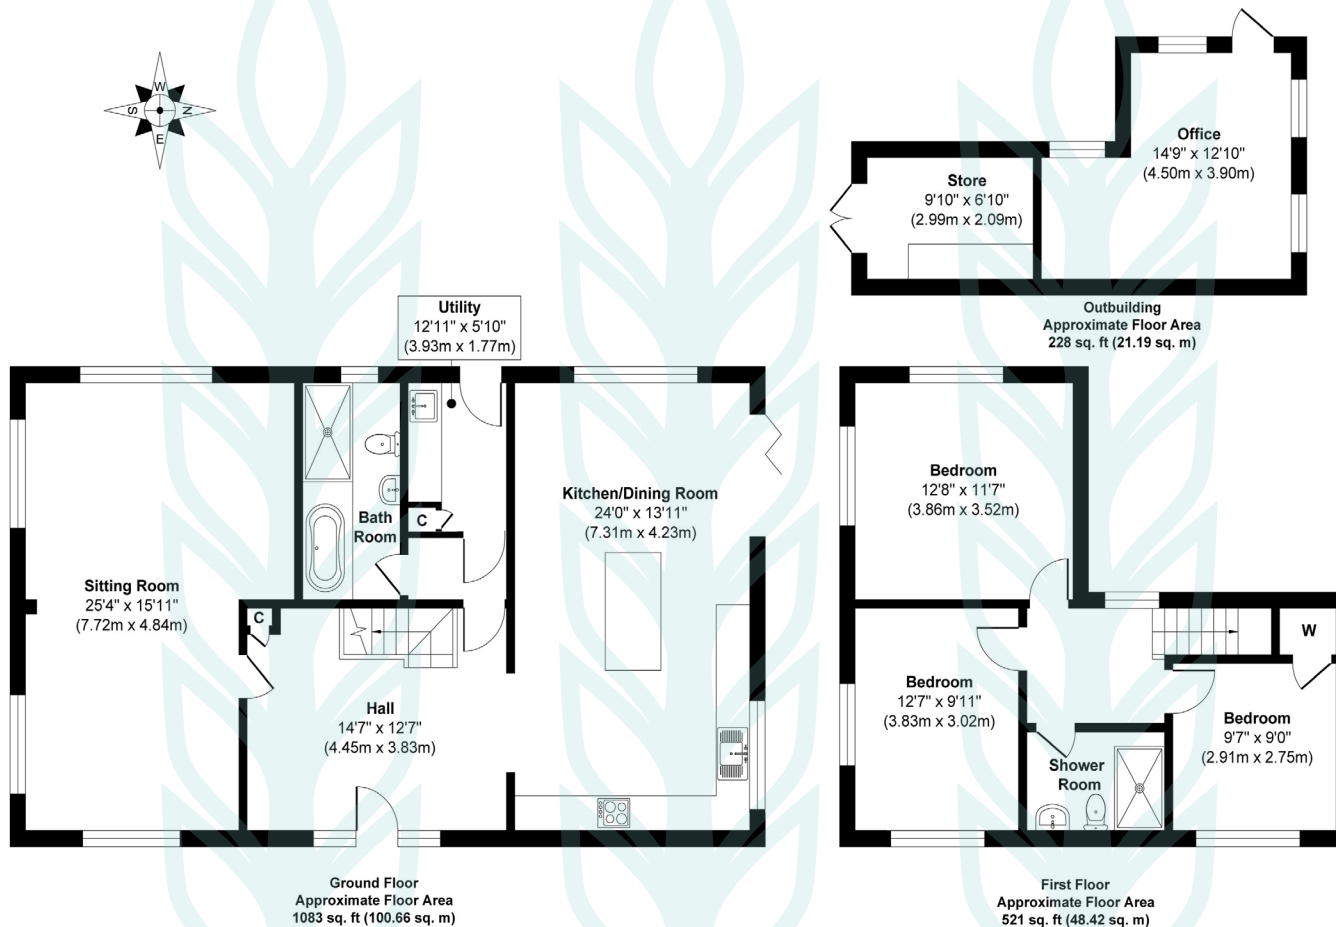 W
S
N
E
Office
14'9" x 12'10"
(4.50m x 3.90m)
Store
9'10" x 6'10"
(2.99m x 2.09m)
Outbuilding
Approximate Floor Area
228 sq. ft (21.19 sq. m)
Utility
12'11" x 5'10"
(3.93m x 1.77m)
Sitting Room
25'4" x 15'11"
(7.72m x 4.84m)
Bath
Room
C
C
Kitchen/Dining Room
24'0" x 13'11"
(7.31m x 4.23m)
Hall
14'7" x 12'7"
(4.45m x 3.83m)
Ground Floor
Approximate Floor Area
1083 sq. ft (100.66 sq. m)
Bedroom
12'8" x 11'7"
(3.86m x 3.52m)
Bedroom
12'7" x 9'11"
(3.83m x 3.02m)
W
Bedroom
9'7" x 9'0"
(2.91m x 2.75m)
Shower
Room
First Floor
Approximate Floor Area
521 sq. ft (48.42 sq. m)